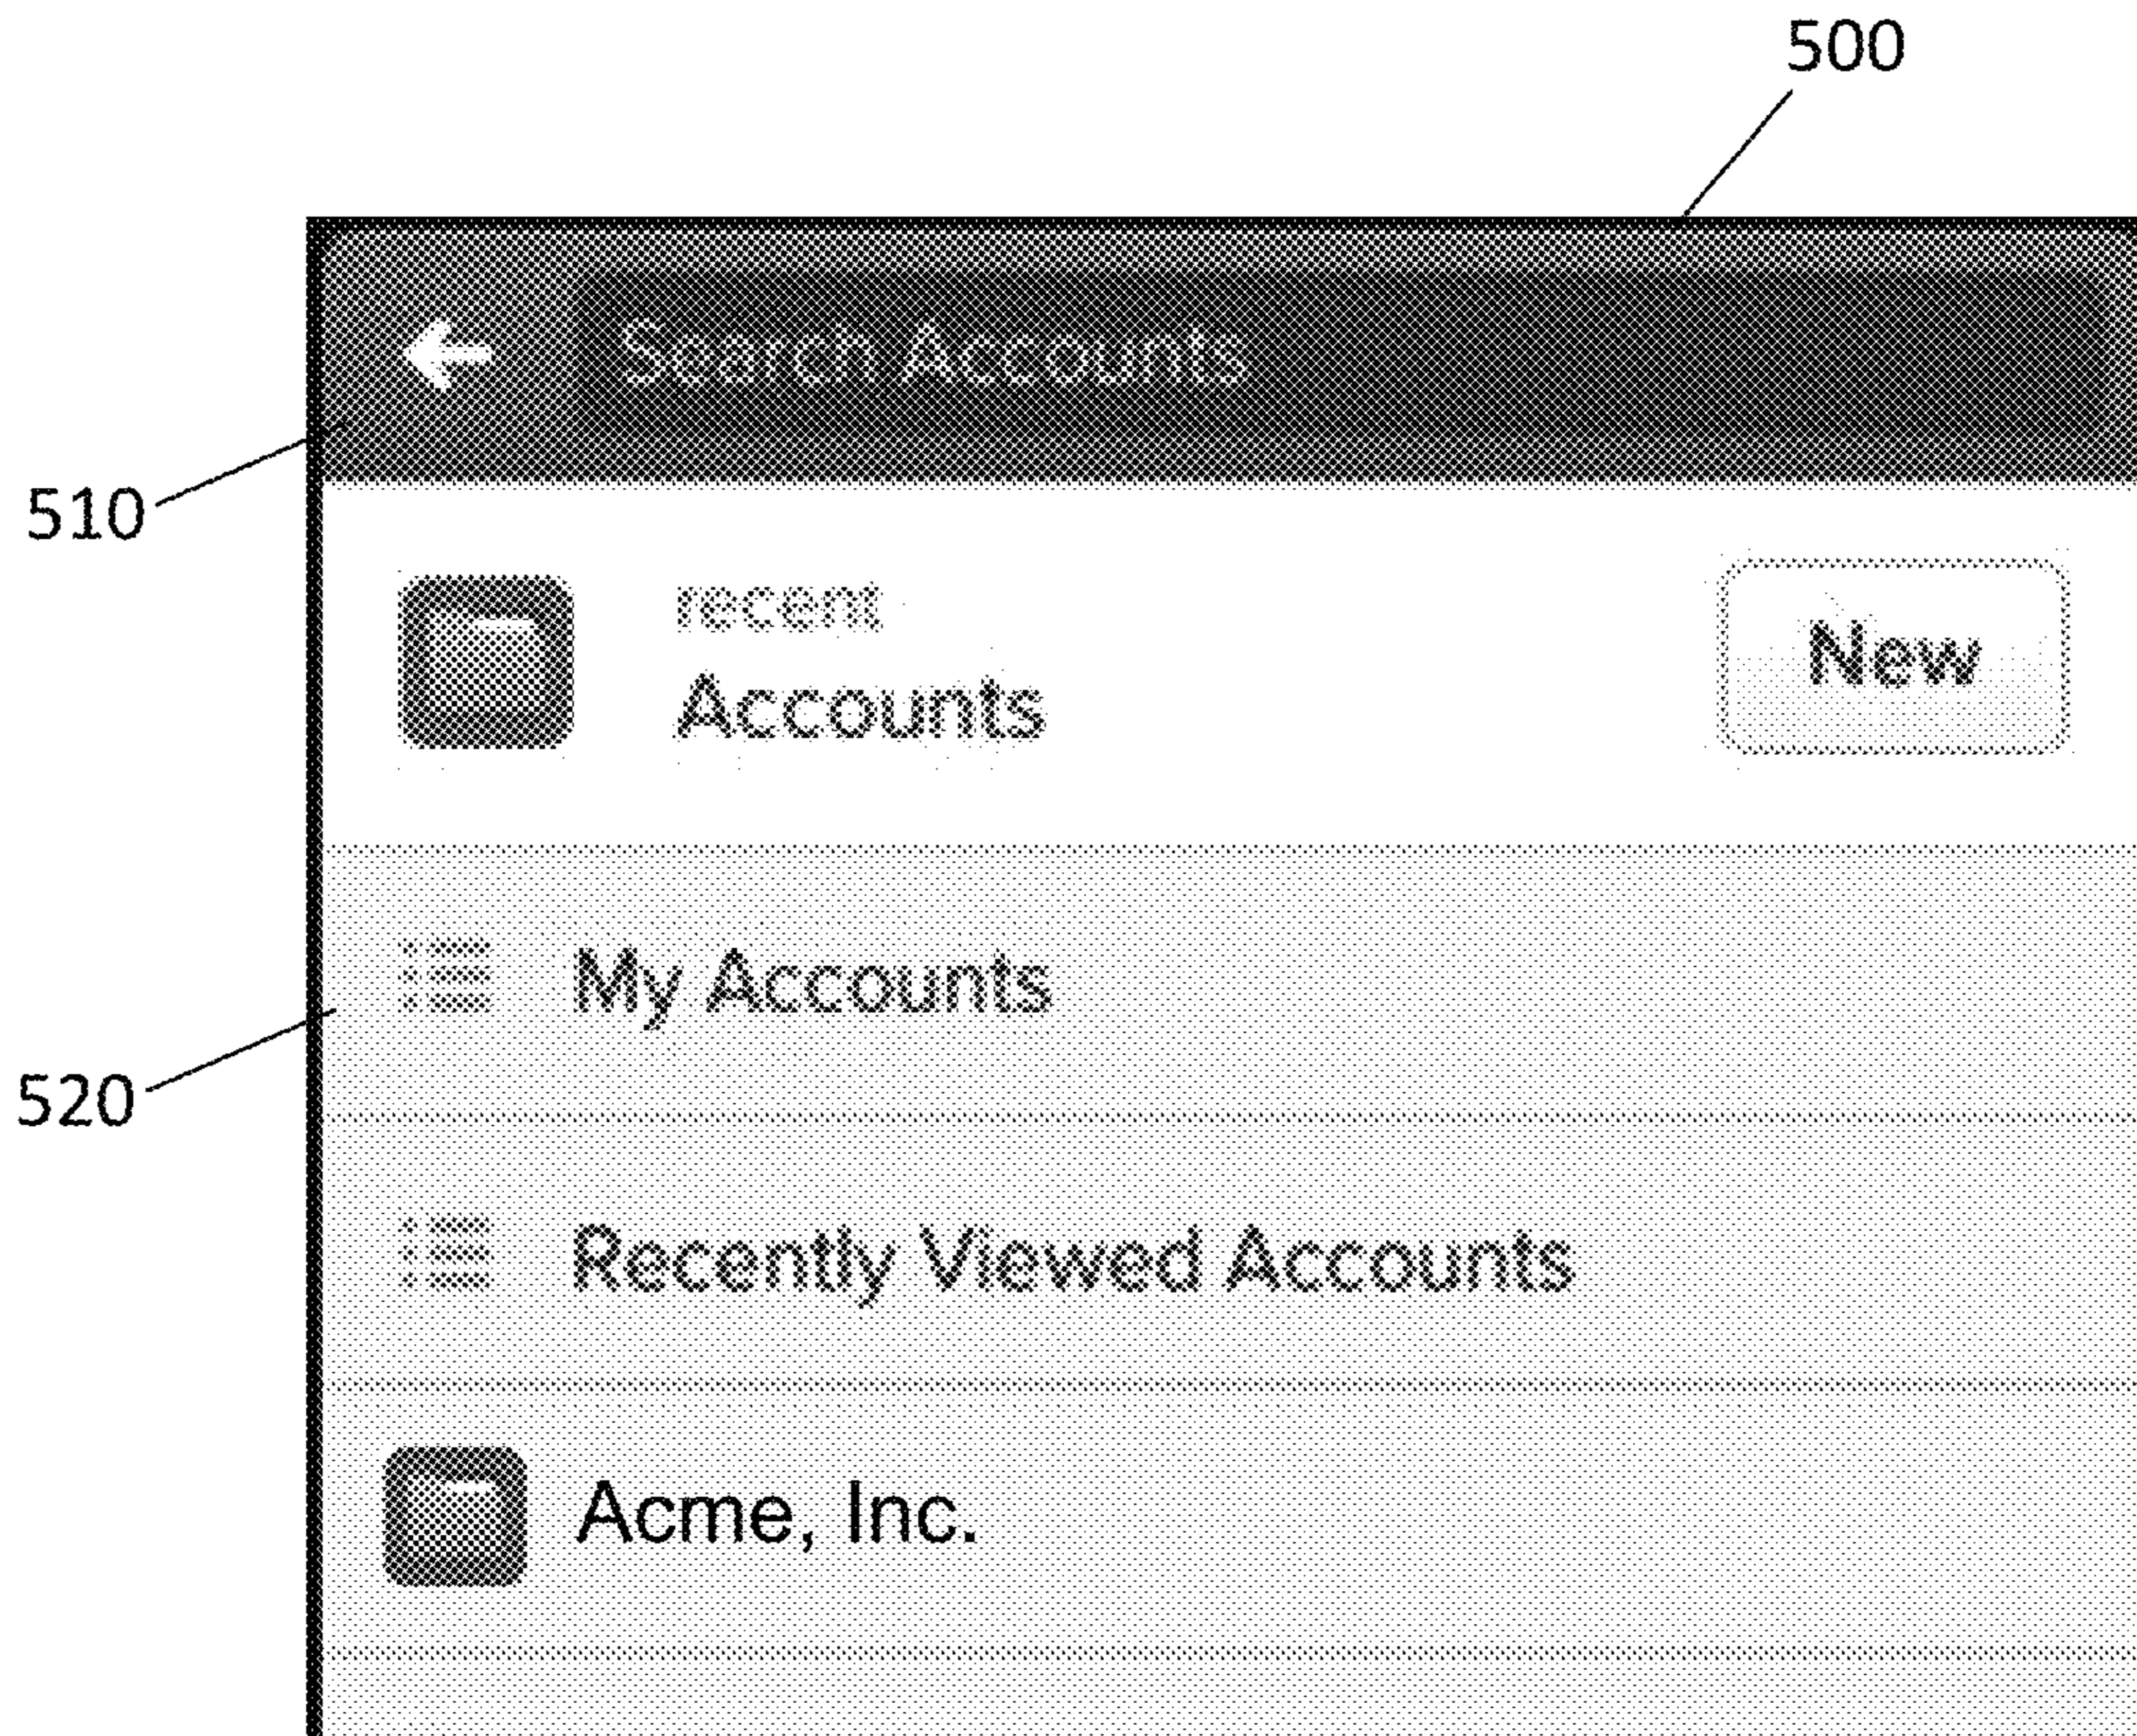 500
Search Accounts
510
recent
Accounts
New
My Accounts
520
Recently Viewed Accounts
Acme, Inc.